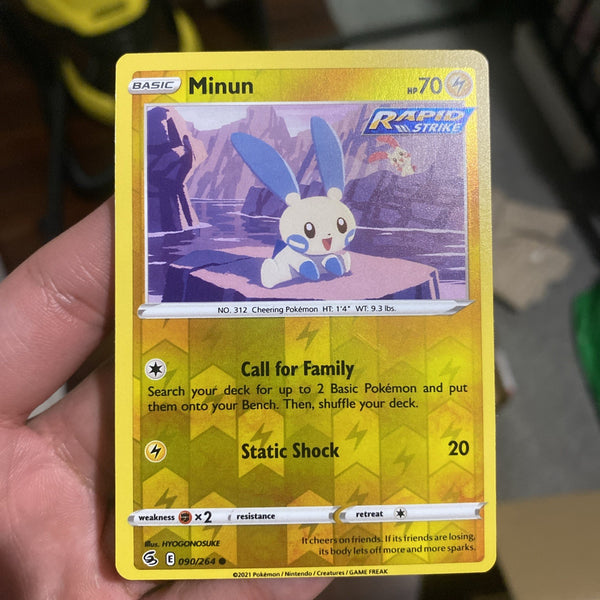 BASIC Minun HP 70
RAPID
STRIKE
NO. 312 Cheering Pokémon HT: 1'4" WT: 9.3 lbs.
Call for Family
Search your deck for up to 2 Basic Pokémon and put
them onto your Bench. Then, shuffle your deck.
Static Shock 20
weakness ×2 resistance retreat
Illus. HYOGONOSUKE
E 090/264
It cheers on friends. If its friends are losing,
its body lets off more and more sparks.
©2021 Pokémon / Nintendo / Creatures / GAME FREAK